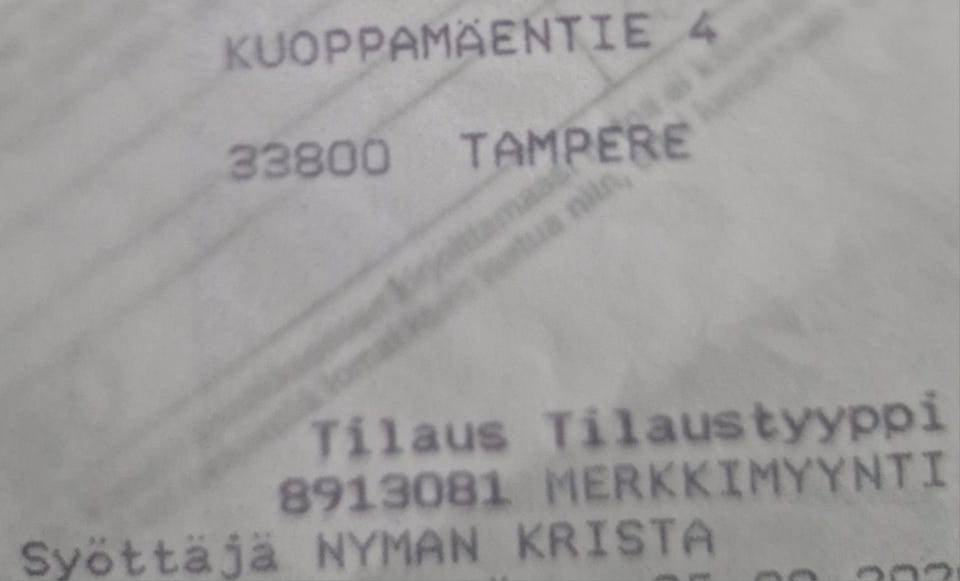 KUOPPAMÄENTIE 4
33800 TAMPERE
Tilaus Tilaustyyppi
8913081 MERKKIMYYNTI
Syöttäjä NYMAN KRISTA